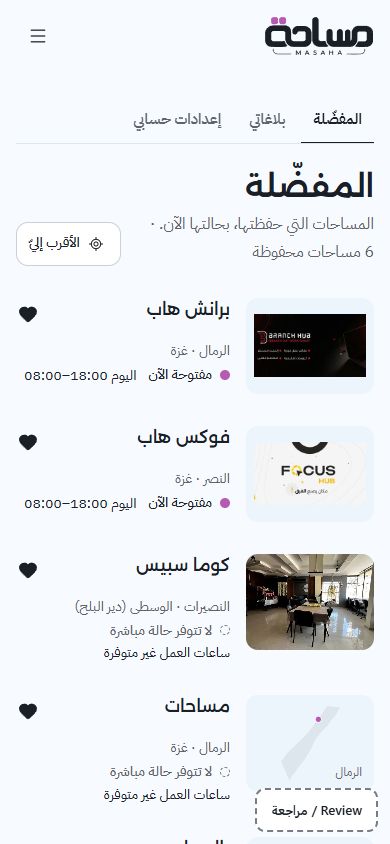 مساحة
MASAHA
المفضّلة
بلاغاتي
إعدادات حسابي
المفضّلة
المساحات التي حفظتها، بحالتها الآن. ·
6 مساحات محفوظة
الأقرب إليّ
BRANCH HUB
برانش هاب
الرمال · غزة
مفتوحة الآن
اليوم 08:00–18:00
FOCUS
HUB
فوكس هاب
النصر · غزة
مفتوحة الآن
اليوم 08:00–18:00
كوما سبيس
النصيرات · الوسطى (دير البلح)
لا تتوفر حالة مباشرة
ساعات العمل غير متوفرة
الرمال
مساحات
الرمال · غزة
لا تتوفر حالة مباشرة
ساعات العمل غير متوفرة
Review / مراجعة